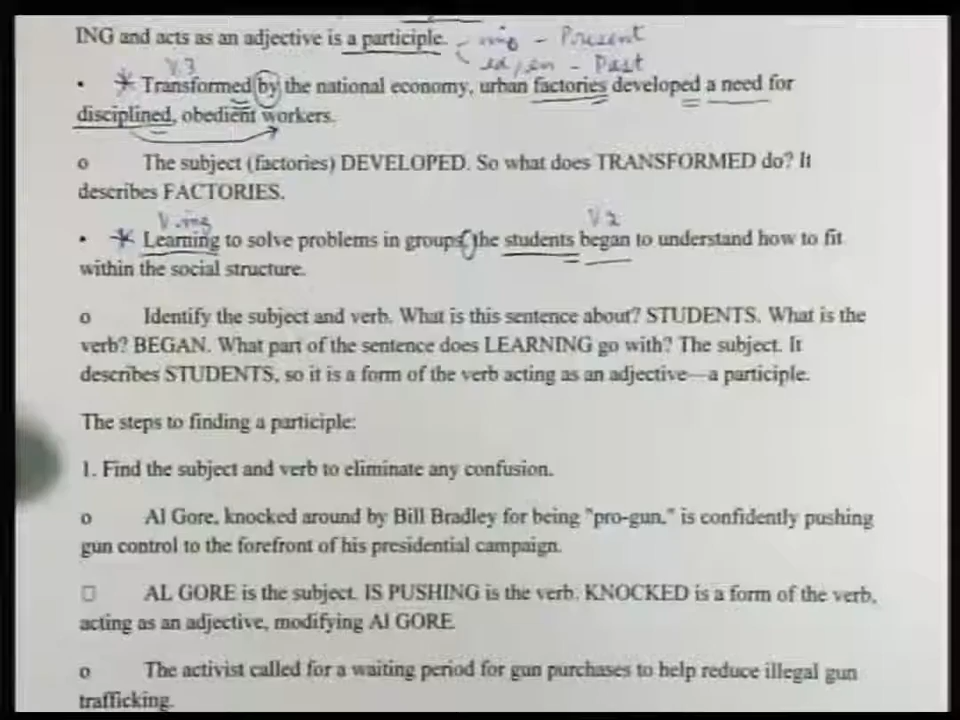 ING and acts as an adjective is a participle. – ing – Present
ed/en – Past
V3
• * Transformed by the national economy, urban factories developed a need for
disciplined, obedient workers.
o The subject (factories) DEVELOPED. So what does TRANSFORMED do? It
describes FACTORIES.
V-ing V2
• * Learning to solve problems in groups, the students began to understand how to fit
within the social structure.
o Identify the subject and verb. What is this sentence about? STUDENTS. What is the
verb? BEGAN. What part of the sentence does LEARNING go with? The subject. It
describes STUDENTS, so it is a form of the verb acting as an adjective—a participle.
The steps to finding a participle:
1. Find the subject and verb to eliminate any confusion.
o Al Gore, knocked around by Bill Bradley for being "pro-gun," is confidently pushing
gun control to the forefront of his presidential campaign.
□ AL GORE is the subject. IS PUSHING is the verb. KNOCKED is a form of the verb,
acting as an adjective, modifying Al GORE.
o The activist called for a waiting period for gun purchases to help reduce illegal gun
trafficking.